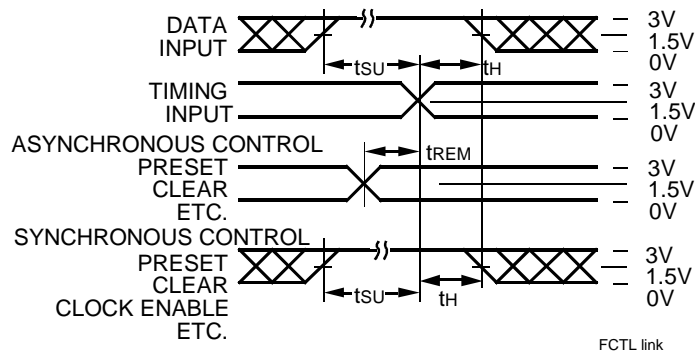 DATA
INPUT
3V
1.5V
0V
tSU
tH
TIMING
INPUT
3V
1.5V
0V
ASYNCHRONOUS CONTROL
tREM
PRESET
CLEAR
ETC.
3V
1.5V
0V
SYNCHRONOUS CONTROL
PRESET
CLEAR
CLOCK ENABLE
ETC.
3V
1.5V
0V
tSU
tH
FCTL link